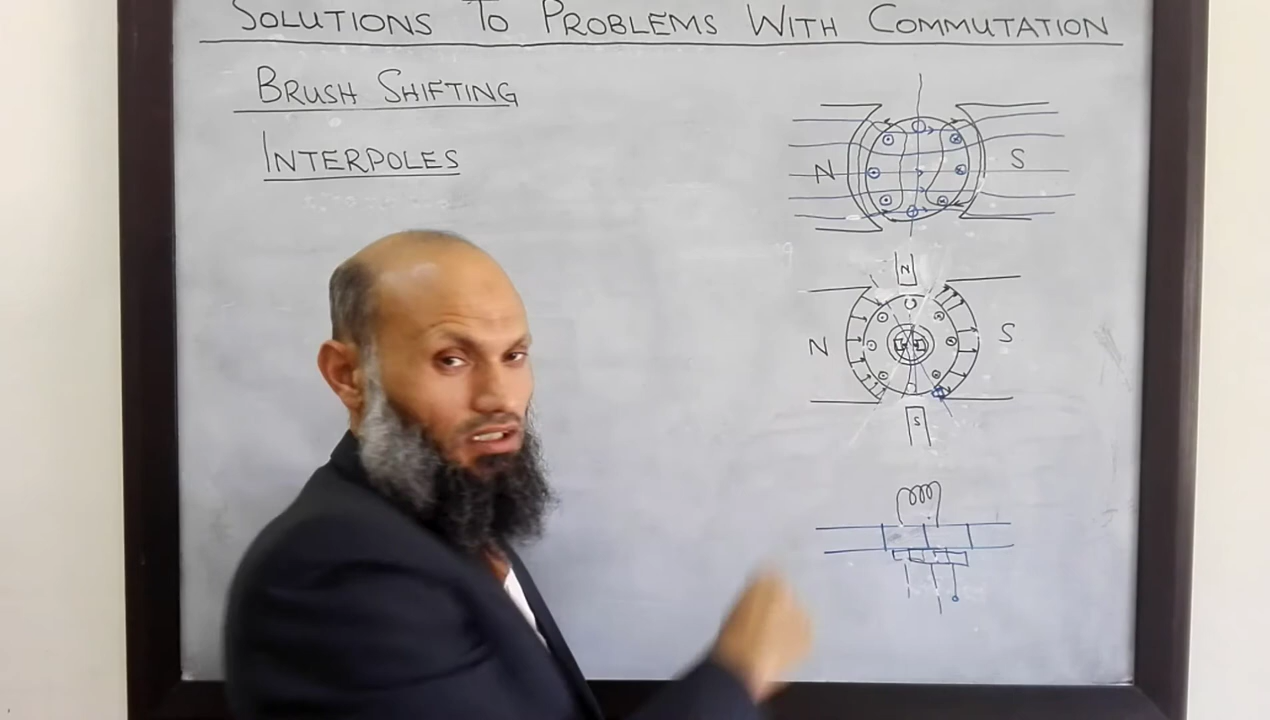 SOLUTIONS TO PROBLEMS WITH COMMUTATION
BRUSH SHIFTING
INTERPOLES
N S
N
N S
S